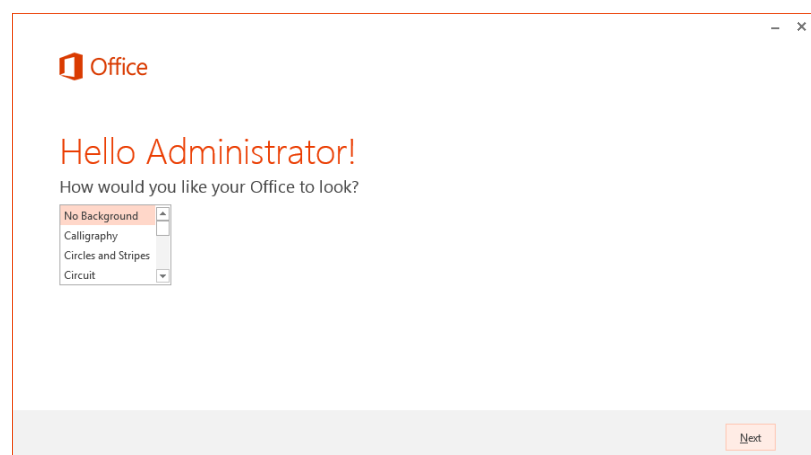 Office
Hello Administrator!
How would you like your Office to look?
No Background
Calligraphy
Circles and Stripes
Circuit
Next